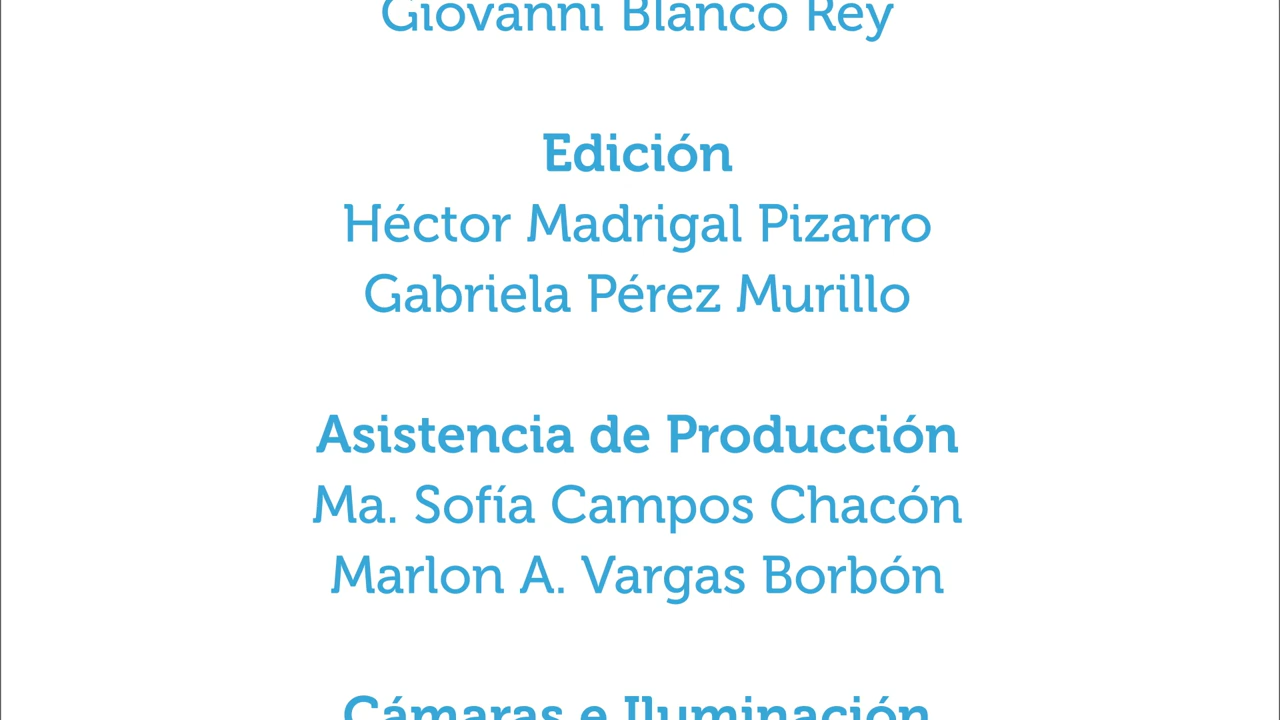 Giovanni Blanco Rey
Edición
Héctor Madrigal Pizarro
Gabriela Pérez Murillo
Asistencia de Producción
Ma. Sofía Campos Chacón
Marlon A. Vargas Borbón
Cámaras e Iluminación